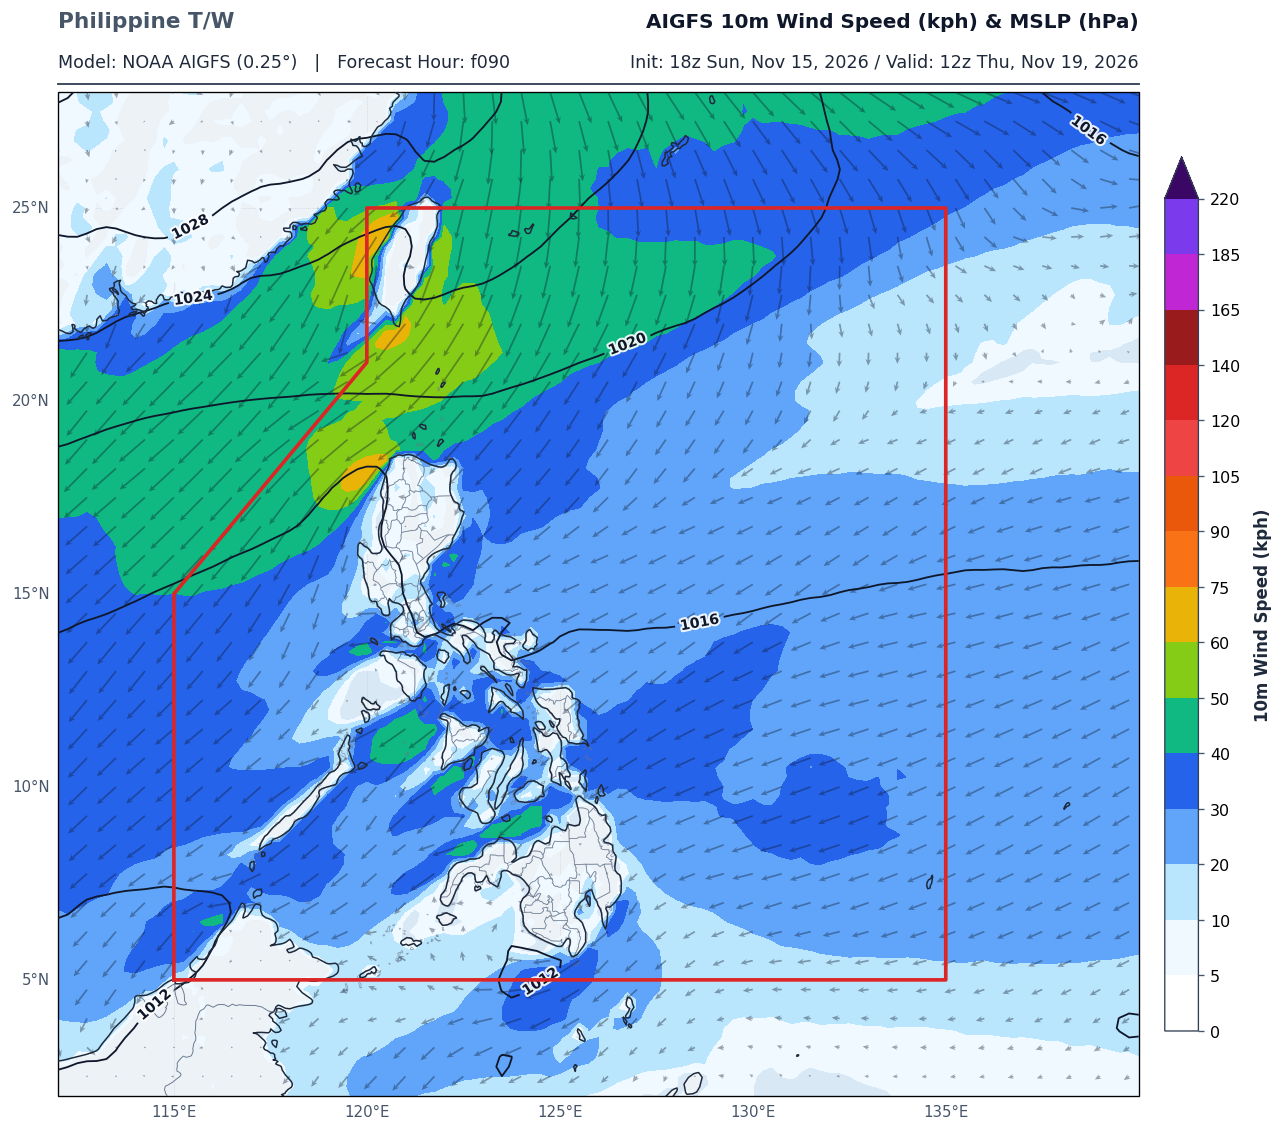 Philippine T/W
AIGFS 10m Wind Speed (kph) & MSLP (hPa)
Model: NOAA AIGFS (0.25°) | Forecast Hour: f090
Init: 18z Sun, Nov 15, 2026 / Valid: 12z Thu, Nov 19, 2026
1016
1028
1024
1020
1016
1012
1012
25°N
20°N
15°N
10°N
5°N
115°E
120°E
125°E
130°E
135°E
220
185
165
140
120
105
90
75
60
50
40
30
20
10
5
0
10m Wind Speed (kph)